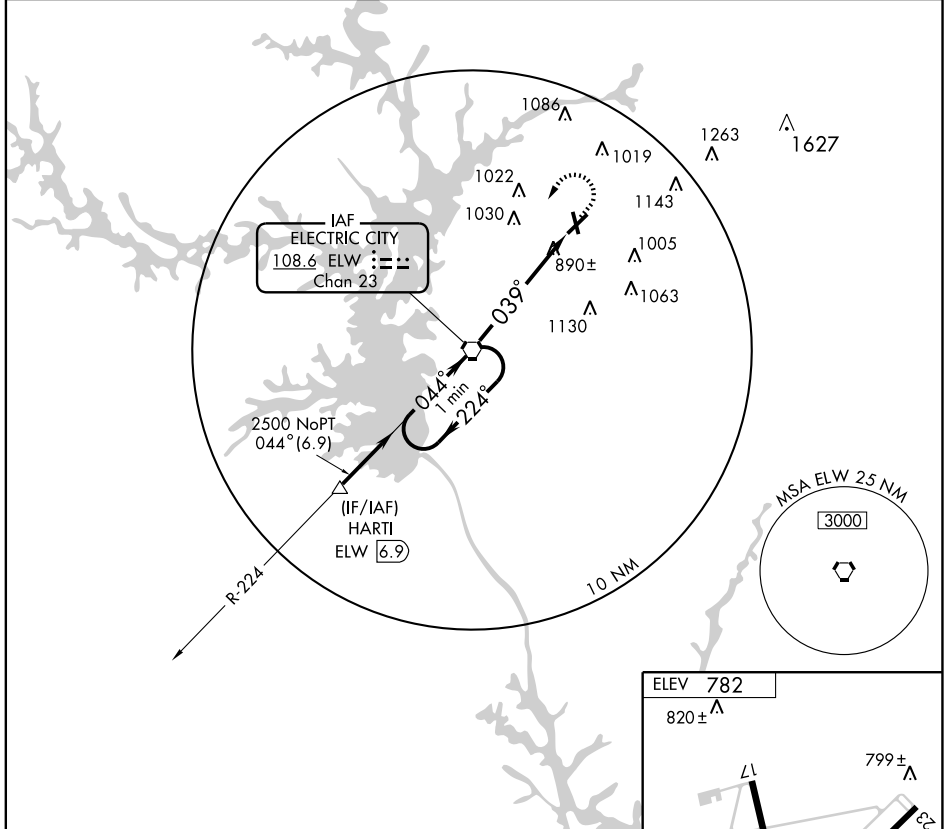 1086
1263
1627
1019
1022
1143
1030
IAF
ELECTRIC CITY
108.6 ELW
Chan 23
1005
890±
1063
1130
039°
044°
1 min
224°
2500 NoPT
044° (6.9)
(IF/IAF)
HARTI
ELW 6.9
R-224
10 NM
MSA ELW 25 NM
3000
ELEV 782
820±
799±
17
23